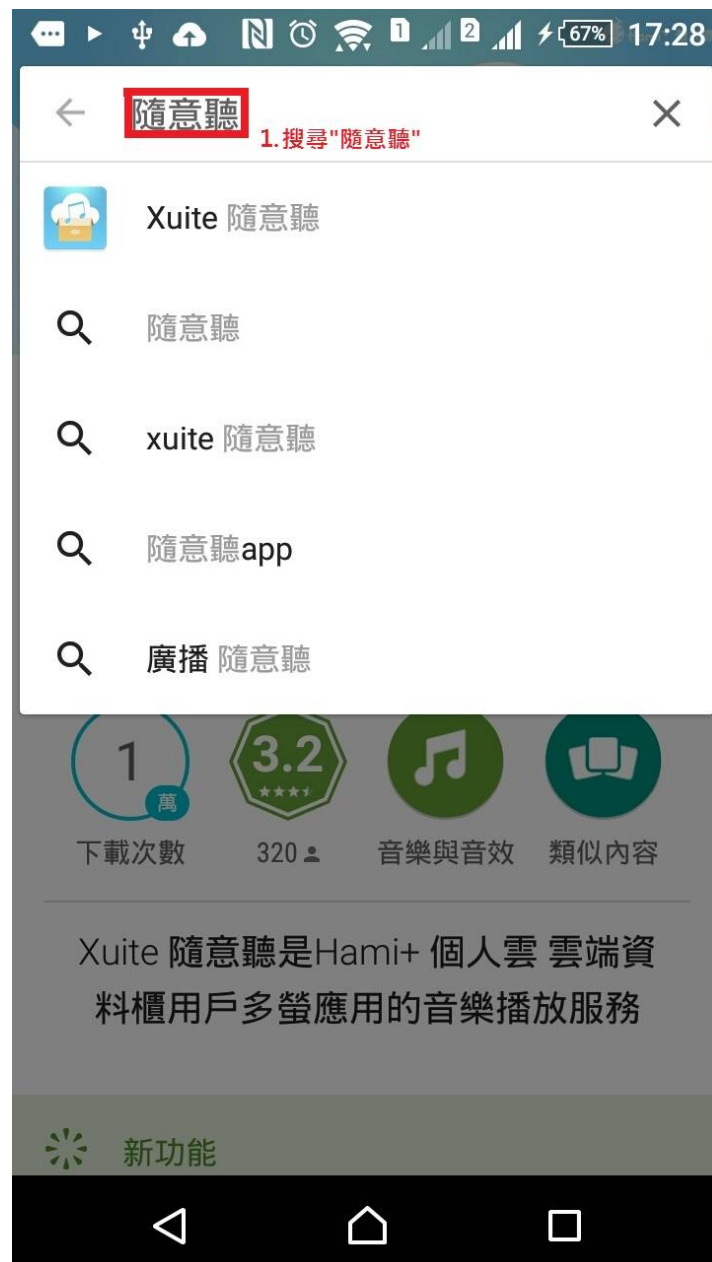 1 2 67% 17:28
隨意聽
1.搜尋"隨意聽"
Xuite 隨意聽
隨意聽
xuite 隨意聽
隨意聽app
廣播 隨意聽
1
萬
3.2
下載次數
320
音樂與音效
類似內容
Xuite 隨意聽是Hami+ 個人雲 雲端資
料櫃用戶多螢應用的音樂播放服務
新功能